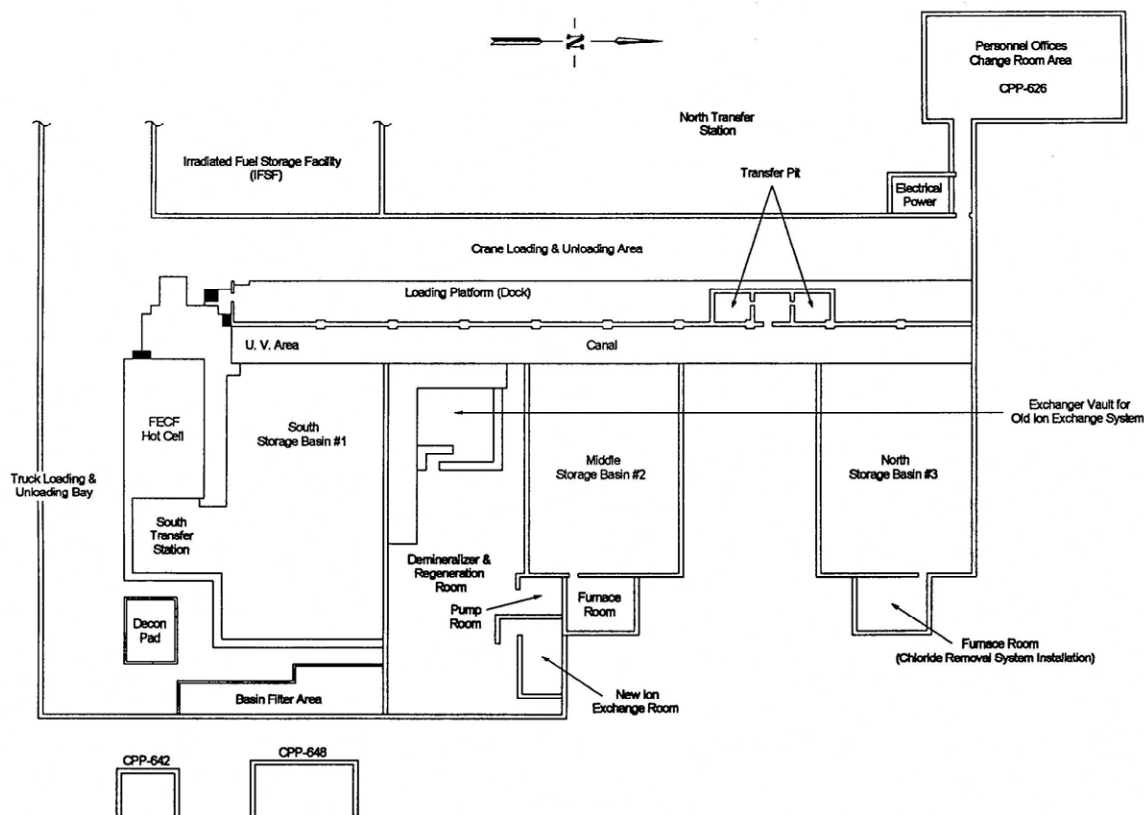 N
Personnel Offices
Change Room Area
CPP-626
North Transfer
Station
Irradiated Fuel Storage Facility
(IFSF)
Transfer Pit
Electrical
Power
Crane Loading & Unloading Area
Loading Platform (Dock)
U. V. Area
Canal
Exchanger Vault for
Old Ion Exchange System
FECF
Hot Cell
South
Storage Basin #1
Middle
Storage Basin #2
North
Storage Basin #3
Truck Loading &
Unloading Bay
South
Transfer
Station
Demineralizer &
Regeneration
Room
Pump
Room
Furnace
Room
Decon
Pad
Furnace Room
(Chloride Removal System Installation)
Basin Filter Area
New Ion
Exchange Room
CPP-642
CPP-648